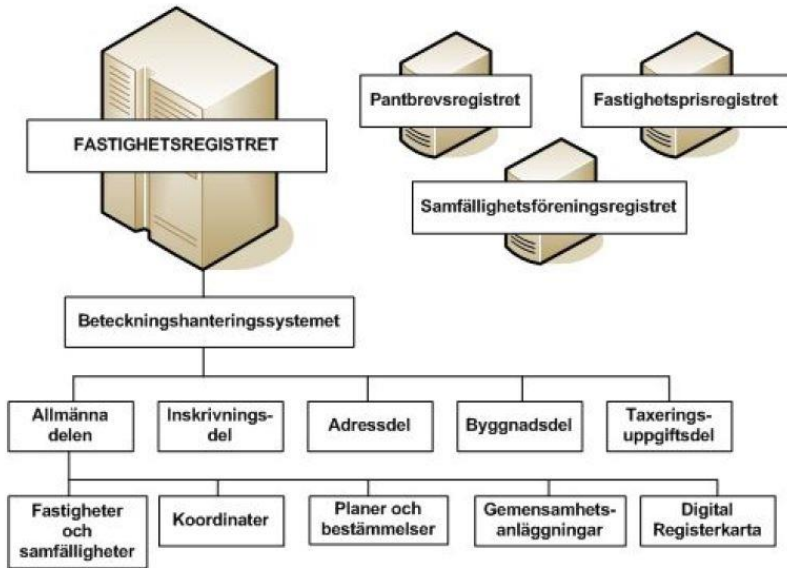 Pantbrevsregistret
Fastighetsprisregistret
FASTIGHETSREGISTRET
Samfällighetsföreningsregistret
Beteckningshanteringssystemet
Allmänna
delen
Inskrivnings-
del
Adressdel
Byggnadsdel
Taxerings-
uppgiftsdel
Fastigheter
och
samfälligheter
Koordinater
Planer och
bestämmelser
Gemensamhets-
anläggningar
Digital
Registerkarta